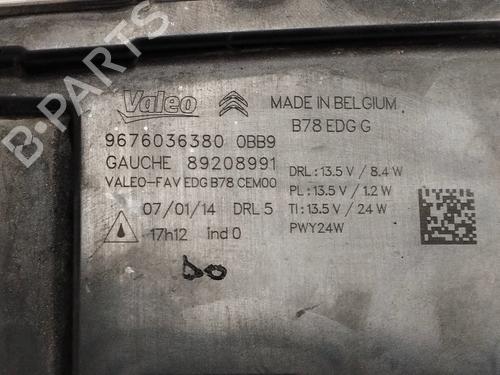 B-PARTS
Valeo
MADE IN BELGIUM
B78 EDG G
9676036380 0BB9
GAUCHE 89208991
VALEO-FAV EDG B78 CEM00
DRL : 13.5 V / 8.4 W
PL : 13.5 V / 1.2 W
TI : 13.5 V / 24 W
PWY24W
07/01/14 DRL 5
17h12 ind 0